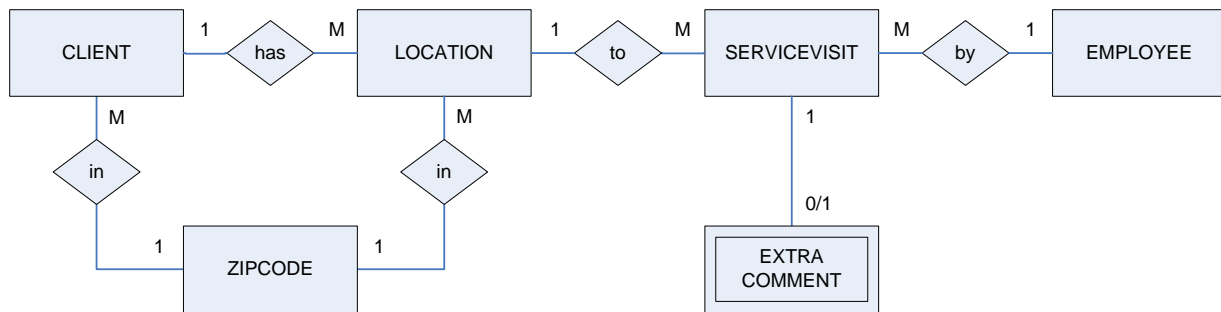 CLIENT
1
has
M
LOCATION
1
to
M
SERVICEVISIT
M
by
1
EMPLOYEE
M
M
1
in
in
0/1
1
ZIPCODE
1
EXTRA
COMMENT